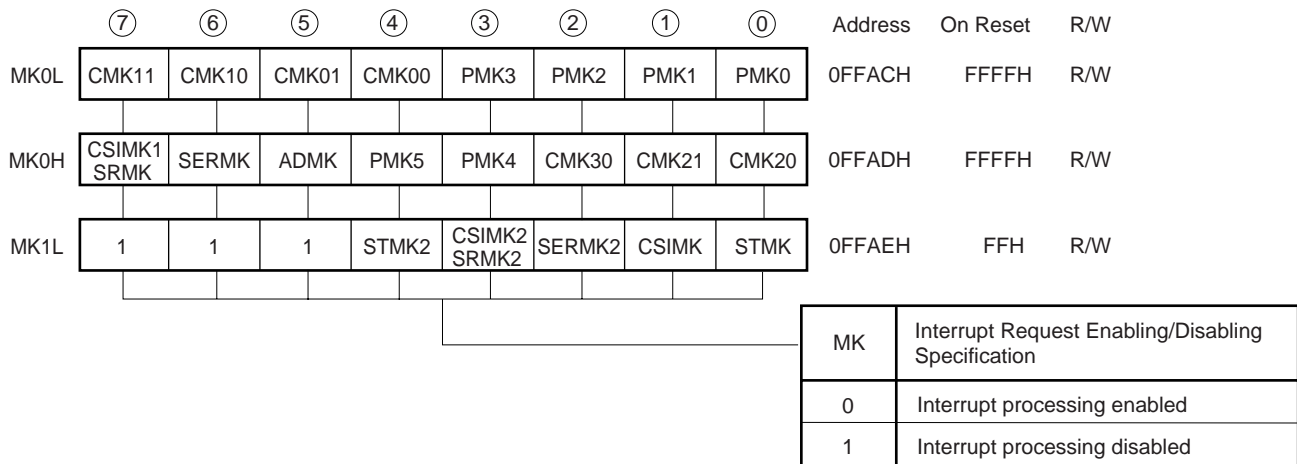 ⑦ ⑥ ⑤ ④ ③ ② ① ⓪ Address On Reset R/W
MK0L CMK11 CMK10 CMK01 CMK00 PMK3 PMK2 PMK1 PMK0 0FFACH FFFFH R/W
MK0H CSIMK1 SRMK SERMK ADMK PMK5 PMK4 CMK30 CMK21 CMK20 0FFADH FFFFH R/W
MK1L 1 1 1 STMK2 CSIMK2 SRMK2 SERMK2 CSIMK STMK 0FFAEH FFH R/W
MK Interrupt Request Enabling/Disabling
Specification
0 Interrupt processing enabled
1 Interrupt processing disabled